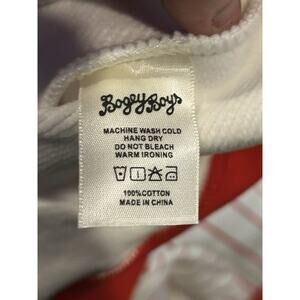 Bogey Boys
MACHINE WASH COLD
HANG DRY
DO NOT BLEACH
WARM IRONING
100%COTTON
MADE IN CHINA